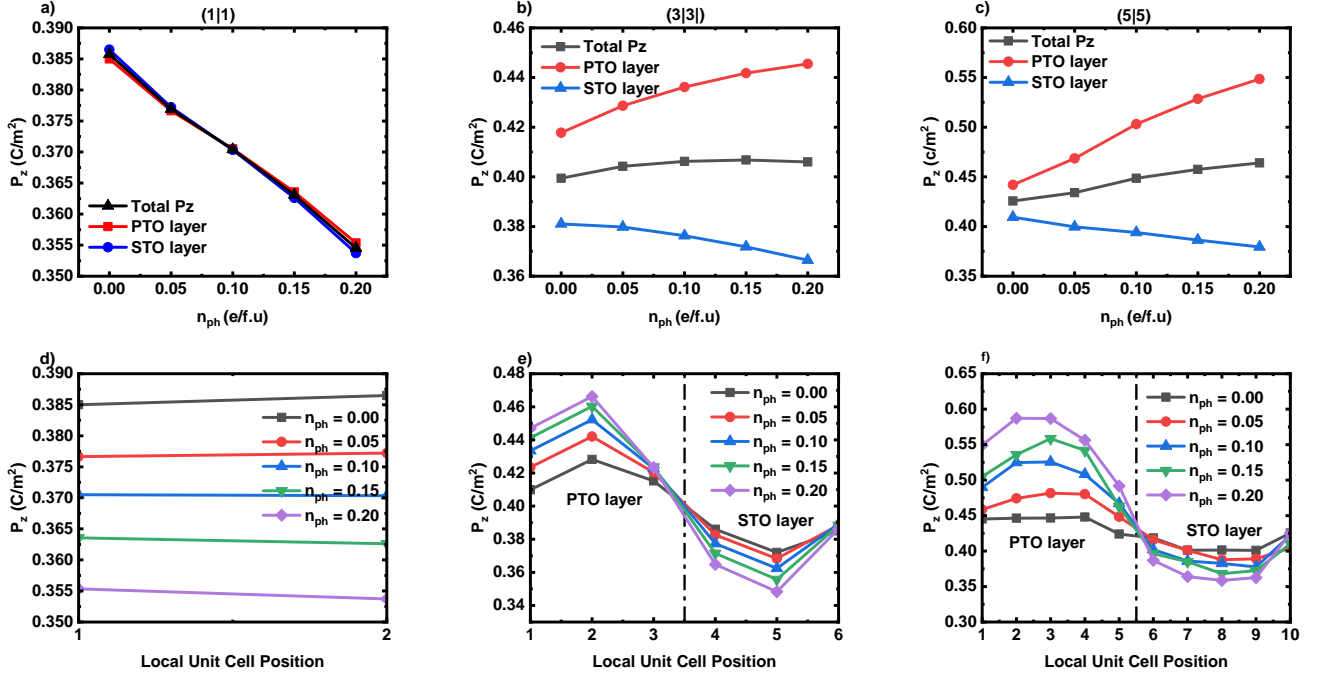 a)
(1|1)
0.390
0.385
0.380
0.375
0.370
0.365
0.360
0.355
0.350
P_z (C/m²)
Total Pz
PTO layer
STO layer
0.00 0.05 0.10 0.15 0.20
n_ph (e/f.u)
b)
(3|3|)
0.46
0.44
0.42
0.40
0.38
0.36
P_z (C/m²)
Total Pz
PTO layer
STO layer
0.00 0.05 0.10 0.15 0.20
n_ph (e/f.u)
c)
(5|5)
0.60
0.55
0.50
0.45
0.40
0.35
P_z (c/m²)
Total Pz
PTO layer
STO layer
0.00 0.05 0.10 0.15 0.20
n_ph (e/f.u)
d)
0.390
0.385
0.380
0.375
0.370
0.365
0.360
0.355
0.350
P_z (C/m²)
n_ph = 0.00
n_ph = 0.05
n_ph = 0.10
n_ph = 0.15
n_ph = 0.20
1 2
Local Unit Cell Position
e)
0.48
0.46
0.44
0.42
0.40
0.38
0.36
0.34
P_z (C/m²)
n_ph = 0.00
n_ph = 0.05
n_ph = 0.10
n_ph = 0.15
n_ph = 0.20
PTO layer
STO layer
1 2 3 4 5 6
Local Unit Cell Position
f)
0.65
0.60
0.55
0.50
0.45
0.40
0.35
0.30
P_z (C/m²)
n_ph = 0.00
n_ph = 0.05
n_ph = 0.10
n_ph = 0.15
n_ph = 0.20
PTO layer
STO layer
1 2 3 4 5 6 7 8 9 10
Local Unit Cell Position